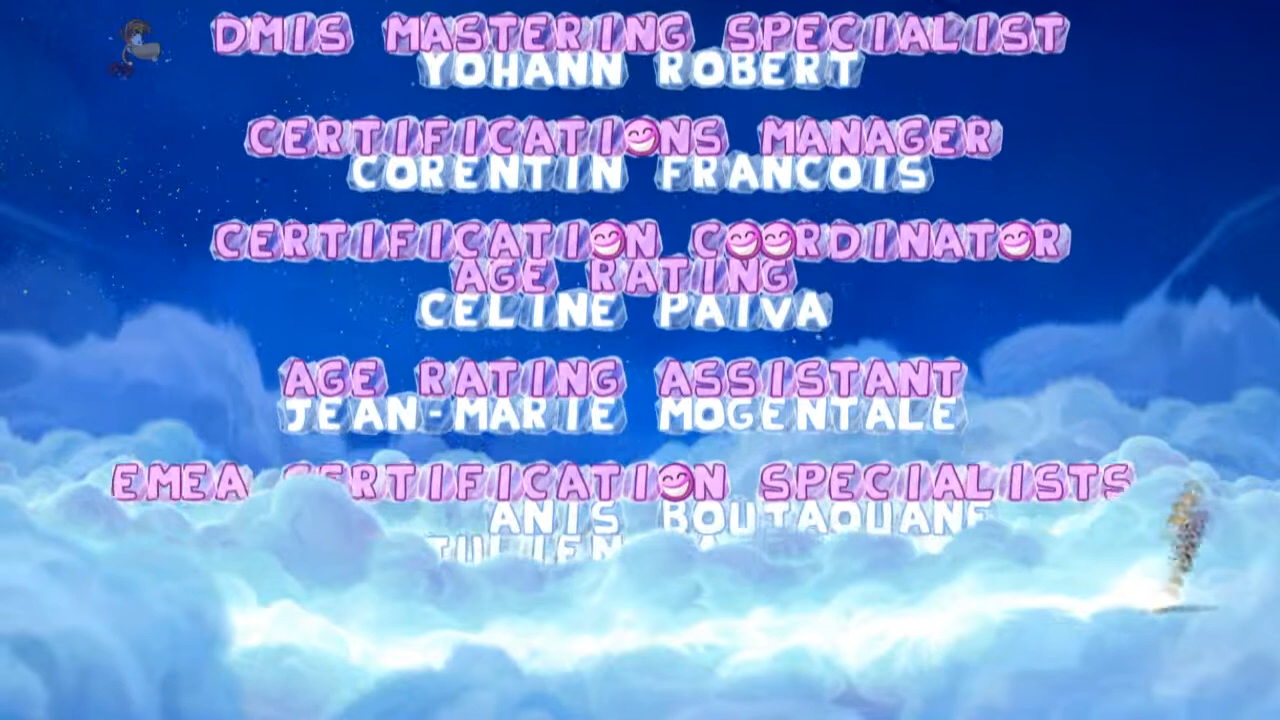 DMIS MASTERING SPECIALIST
YOHANN ROBERT
CERTIFICATIONS MANAGER
CORENTIN FRANCOIS
CERTIFICATION COORDINATOR
AGE RATING
CELINE PAIVA
AGE RATING ASSISTANT
JEAN-MARIE MOGENTALE
EMEA CERTIFICATION SPECIALISTS
ANIS BOUTAOUANE
JULIEN